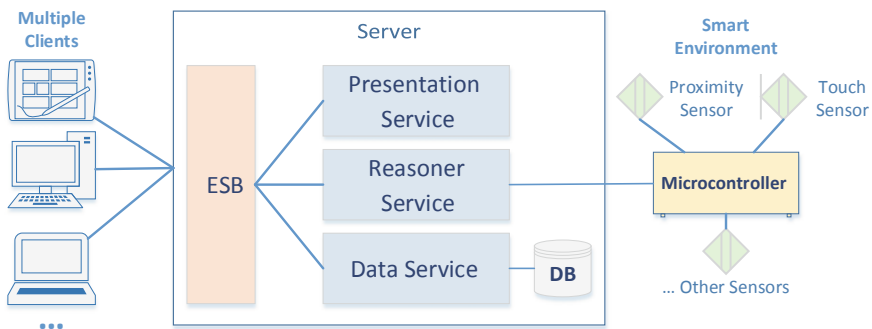 Multiple
Clients
...
Server
ESB
Presentation
Service
Reasoner
Service
Data Service
DB
Smart
Environment
Proximity
Sensor
Touch
Sensor
Microcontroller
... Other Sensors